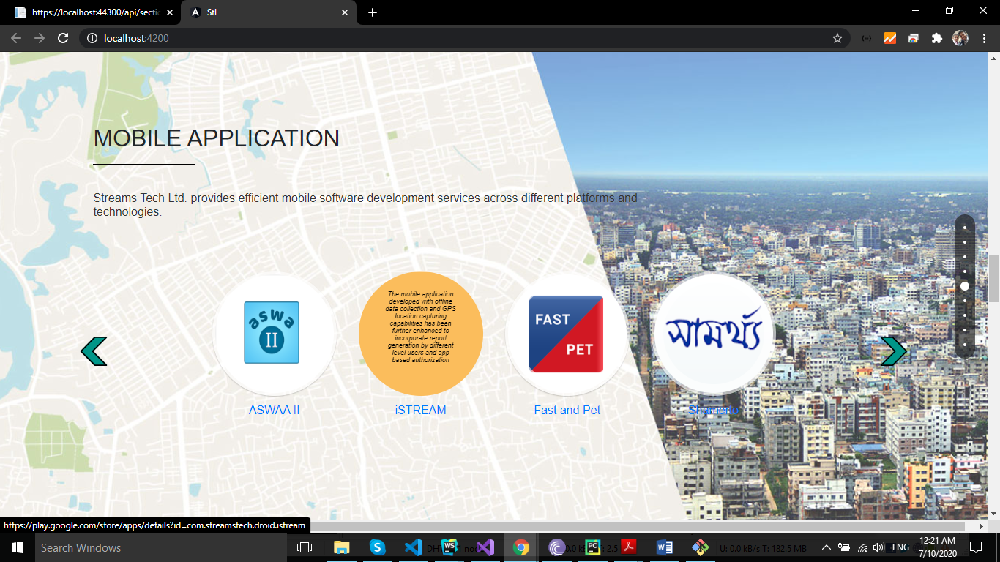 https://localhost:44300/api/sectio
Stl
localhost:4200
MOBILE APPLICATION
Streams Tech Ltd. provides efficient mobile software development services across different platforms and
technologies.
aswa
II
The mobile application
developed with offline
data collection and GPS
location capturing
capabilities has been
further enhanced to
incorporate report
generation by different
level users and app
based authorization
FAST
PET
সামর্থ্য
ASWAA II
iSTREAM
Fast and Pet
https://play.google.com/store/apps/details?id=com.streamstech.droid.istream
Search Windows
WS
PC
U: 0.0 kB/s T: 182.5 MB
ENG
12:21 AM
7/10/2020